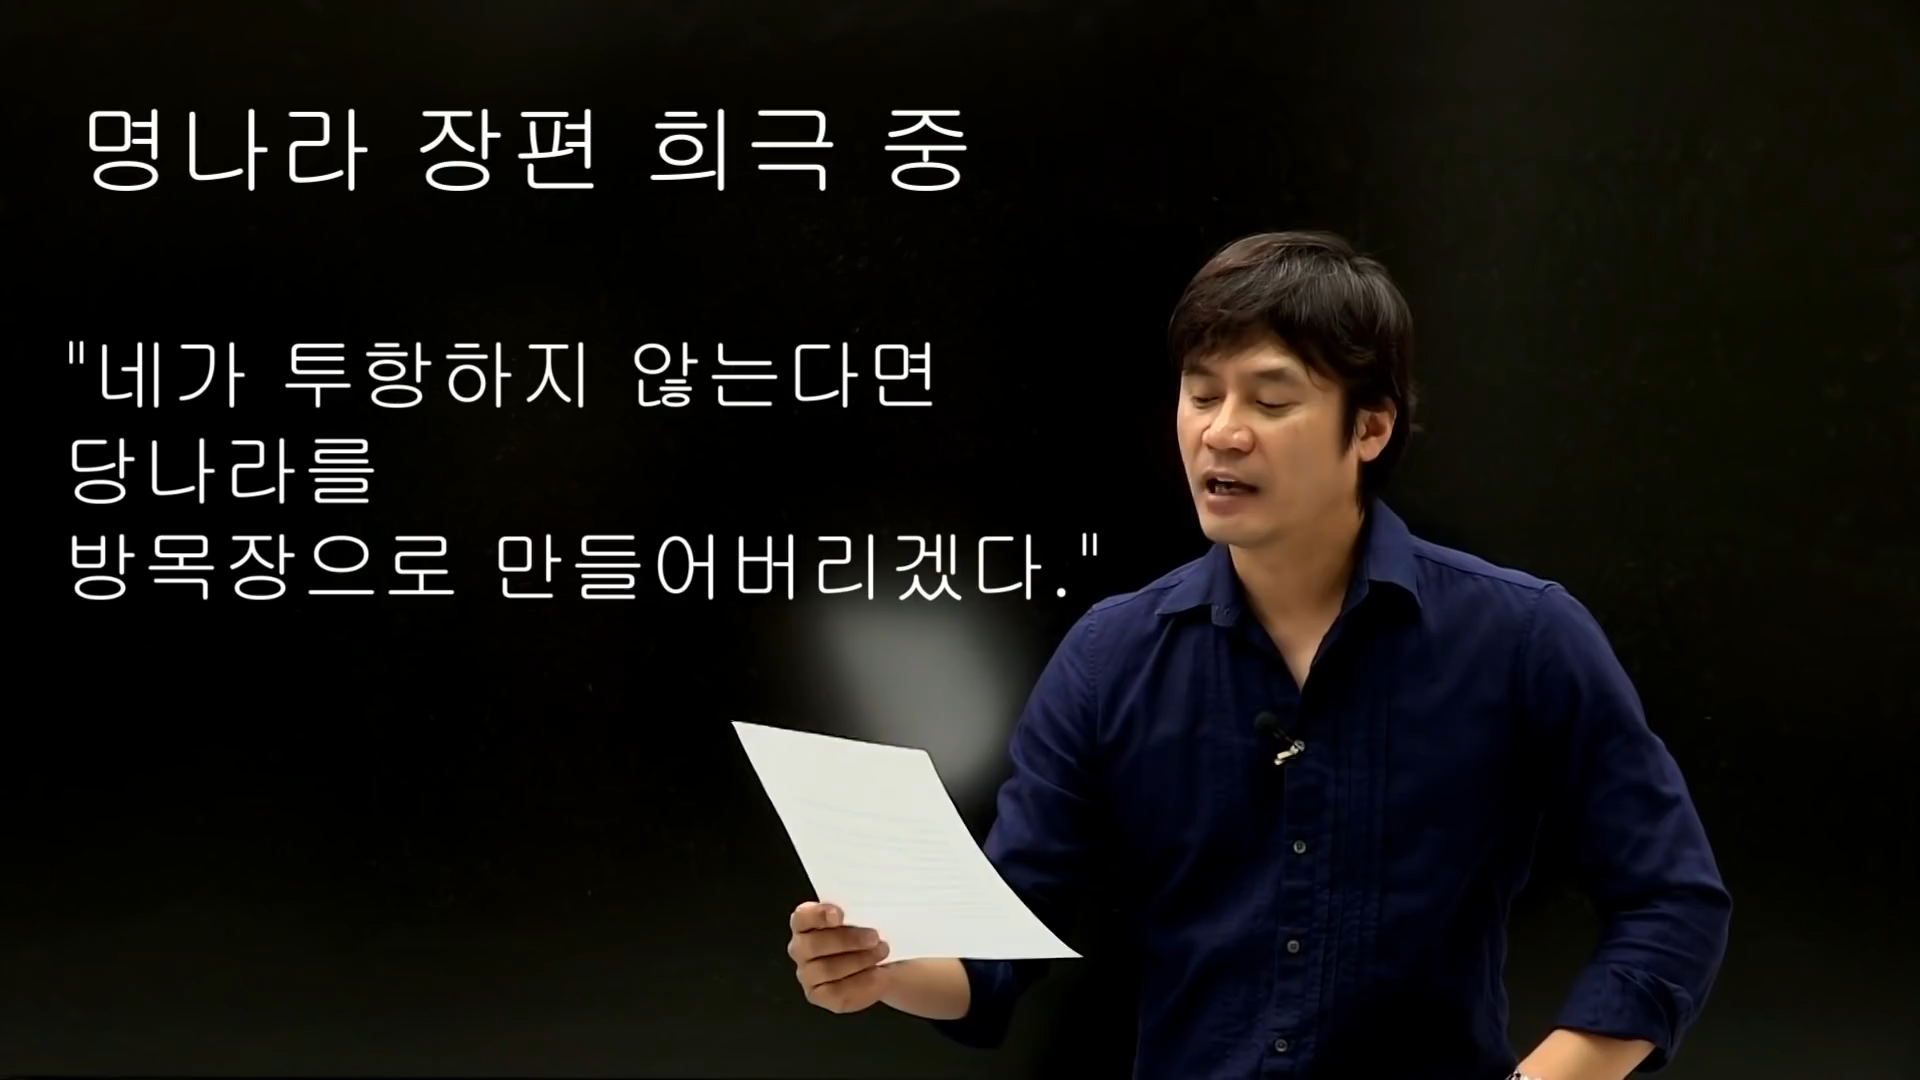 명나라 장편 희극 중
"네가 투항하지 않는다면
당나라를
방목장으로 만들어버리겠다."